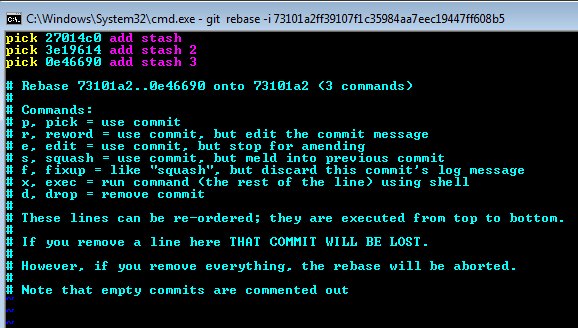 C:\Windows\System32\cmd.exe - git rebase -i 73101a2ff39107f1c35984aa7eec19447ff608b5
pick 27014c0 add stash
pick 3e19614 add stash 2
pick 0e46690 add stash 3
# Rebase 73101a2..0e46690 onto 73101a2 (3 commands)
#
# Commands:
# p, pick = use commit
# r, reword = use commit, but edit the commit message
# e, edit = use commit, but stop for amending
# s, squash = use commit, but meld into previous commit
# f, fixup = like "squash", but discard this commit's log message
# x, exec = run command (the rest of the line) using shell
# d, drop = remove commit
#
# These lines can be re-ordered; they are executed from top to bottom.
#
# If you remove a line here THAT COMMIT WILL BE LOST.
#
# However, if you remove everything, the rebase will be aborted.
#
# Note that empty commits are commented out
~
~
~